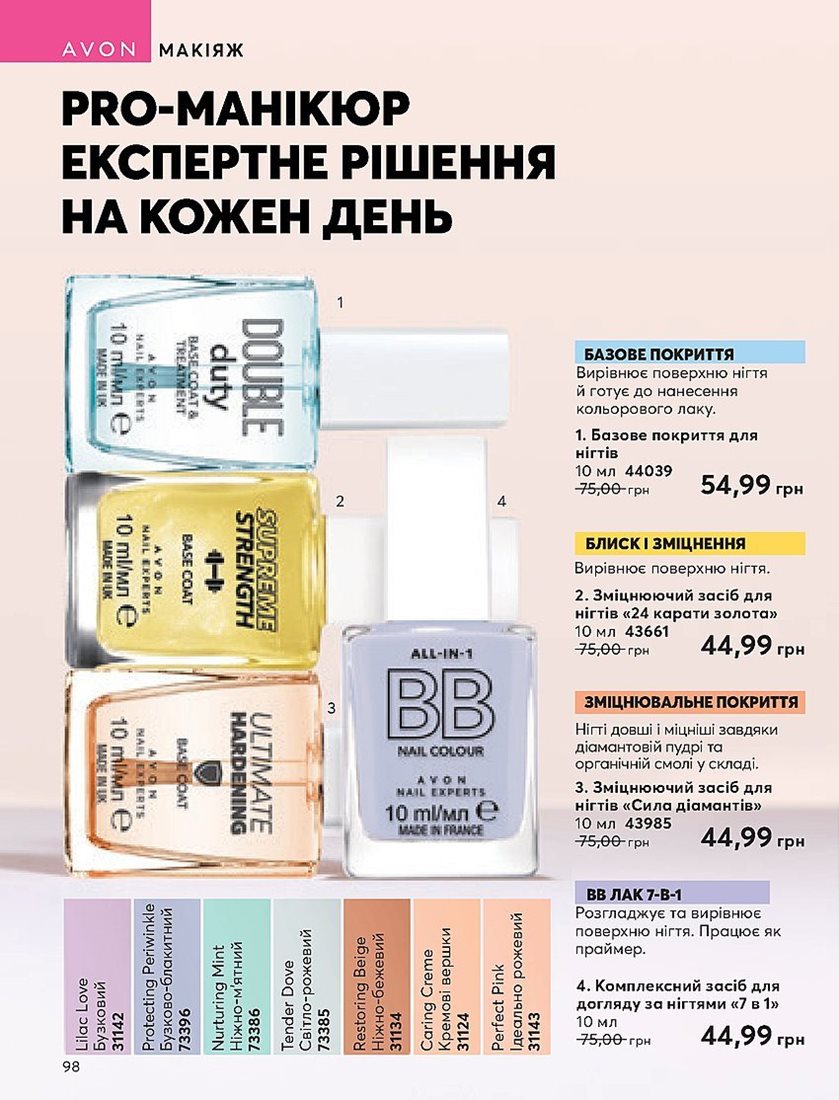 AVON МАКІЯЖ
PRO-МАНІКЮР
ЕКСПЕРТНЕ РІШЕННЯ
НА КОЖЕН ДЕНЬ
1
DOUBLE
duty
BASE COAT &
TREATMENT
AVON
NAIL EXPERTS
10 ml/мл e
MADE IN UK
2
SUPREME
STRENGTH
BASE COAT
AVON
NAIL EXPERTS
10 ml/мл e
MADE IN UK
3
ULTIMATE
HARDENING
BASE COAT
AVON
NAIL EXPERTS
10 ml/мл e
MADE IN UK
4
ALL-IN-1
BB
NAIL COLOUR
AVON
NAIL EXPERTS
10 ml/мл e
MADE IN FRANCE
БАЗОВЕ ПОКРИТТЯ
Вирівнює поверхню нігтя
й готує до нанесення
кольорового лаку.
1. Базове покриття для
нігтів
10 мл 44039
75,00 грн 54,99 грн
БЛИСК І ЗМІЦНЕННЯ
Вирівнює поверхню нігтя.
2. Зміцнюючий засіб для
нігтів «24 карати золота»
10 мл 43661
75,00 грн 44,99 грн
ЗМІЦНЮВАЛЬНЕ ПОКРИТТЯ
Нігті довші і міцніші завдяки
діамантовій пудрі та
органічній смолі у складі.
3. Зміцнюючий засіб для
нігтів «Сила діамантів»
10 мл 43985
75,00 грн 44,99 грн
BB ЛАК 7-В-1
Розгладжує та вирівнює
поверхню нігтя. Працює як
праймер.
4. Комплексний засіб для
догляду за нігтями «7 в 1»
10 мл
75,00 грн 44,99 грн
Lilac Love
Бузковий
31142
Protecting Periwinkle
Бузково-блакитний
73396
Nurturing Mint
Ніжно-м'ятний
73386
Tender Dove
Світло-рожевий
73385
Restoring Beige
Ніжно-бежевий
31134
Caring Creme
Кремові вершки
31124
Perfect Pink
Ідеально рожевий
31143
98